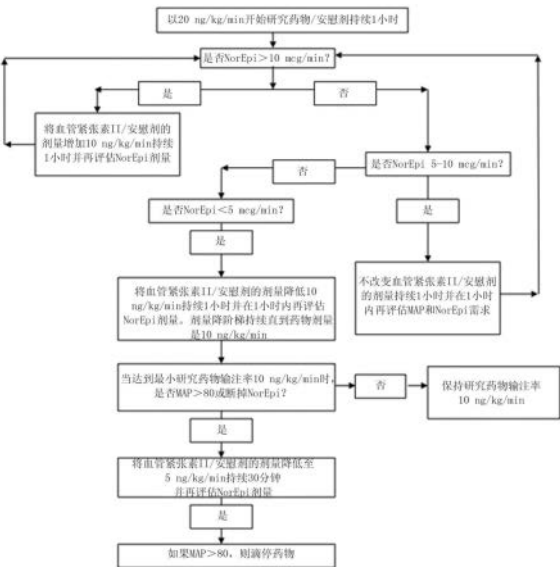 以20 ng/kg/min开始研究药物/安慰剂持续1小时
是否NorEpi＞10 mcg/min?
是
否
将血管紧张素II/安慰剂的
剂量增加10 ng/kg/min持续
1小时并再评估NorEpi剂量
是否NorEpi 5-10 mcg/min?
否
是否NorEpi＜5 mcg/min?
是
是
将血管紧张素II/安慰剂的剂量降低10
ng/kg/min持续1小时并在1小时内再评估
NorEpi剂量。剂量降阶梯持续直到药物剂量
是10 ng/kg/min
不改变血管紧张素II/安慰剂
的剂量持续1小时并在1小时
内再评估MAP和NorEpi需求
当达到最小研究药物输注率10 ng/kg/min时,
是否MAP＞80或断掉NorEpi?
否
保持研究药物输注率
10 ng/kg/min
是
将血管紧张素II/安慰剂的剂量降低至
5 ng/kg/min持续30分钟
并再评估NorEpi剂量
是
如果MAP＞80, 则滴停药物